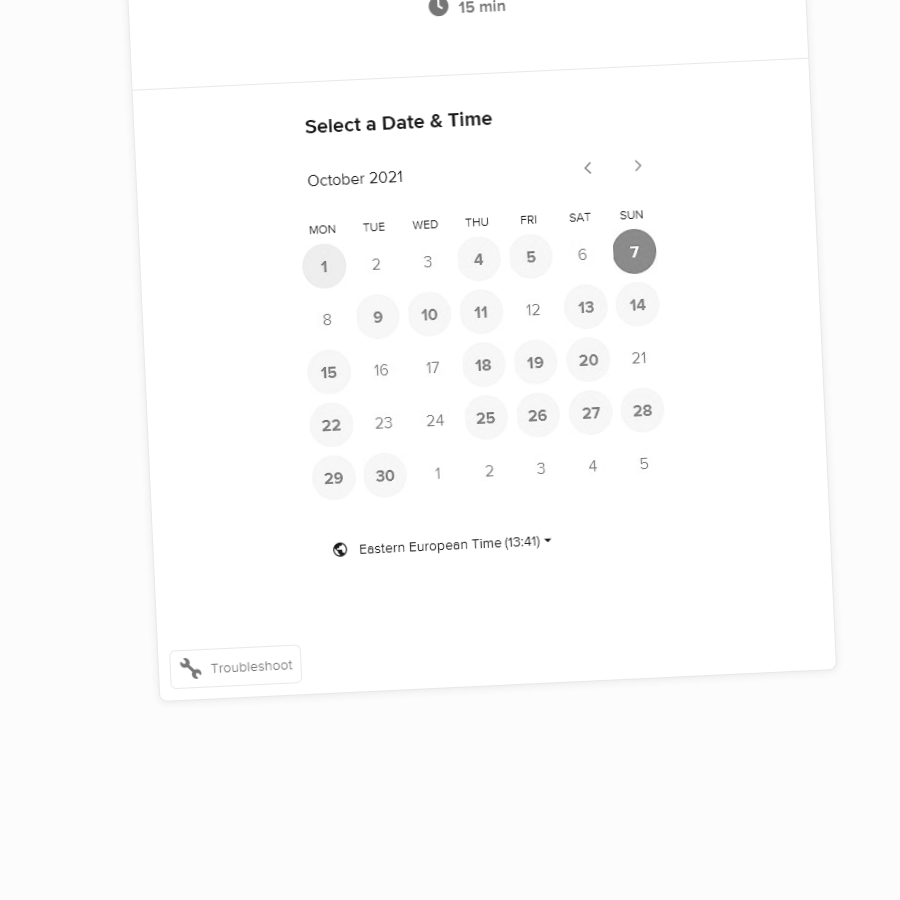 15 min
Select a Date & Time
October 2021
MON TUE WED THU FRI SAT SUN
1 2 3 4 5 6 7
8 9 10 11 12 13 14
15 16 17 18 19 20 21
22 23 24 25 26 27 28
29 30 1 2 3 4 5
Eastern European Time (13:41)
Troubleshoot